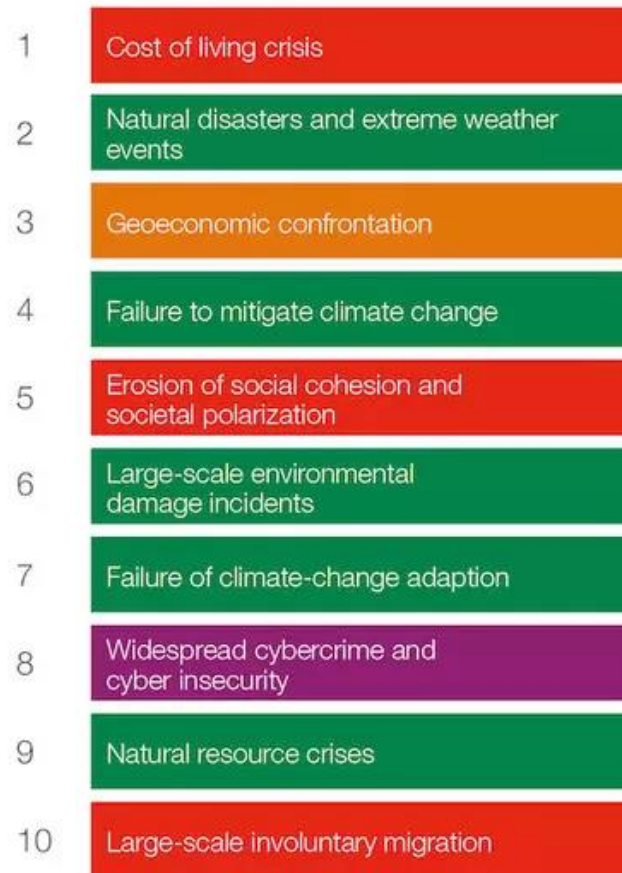 1 Cost of living crisis
2 Natural disasters and extreme weather
events
3 Geoeconomic confrontation
4 Failure to mitigate climate change
5 Erosion of social cohesion and
societal polarization
6 Large-scale environmental
damage incidents
7 Failure of climate-change adaption
8 Widespread cybercrime and
cyber insecurity
9 Natural resource crises
10 Large-scale involuntary migration